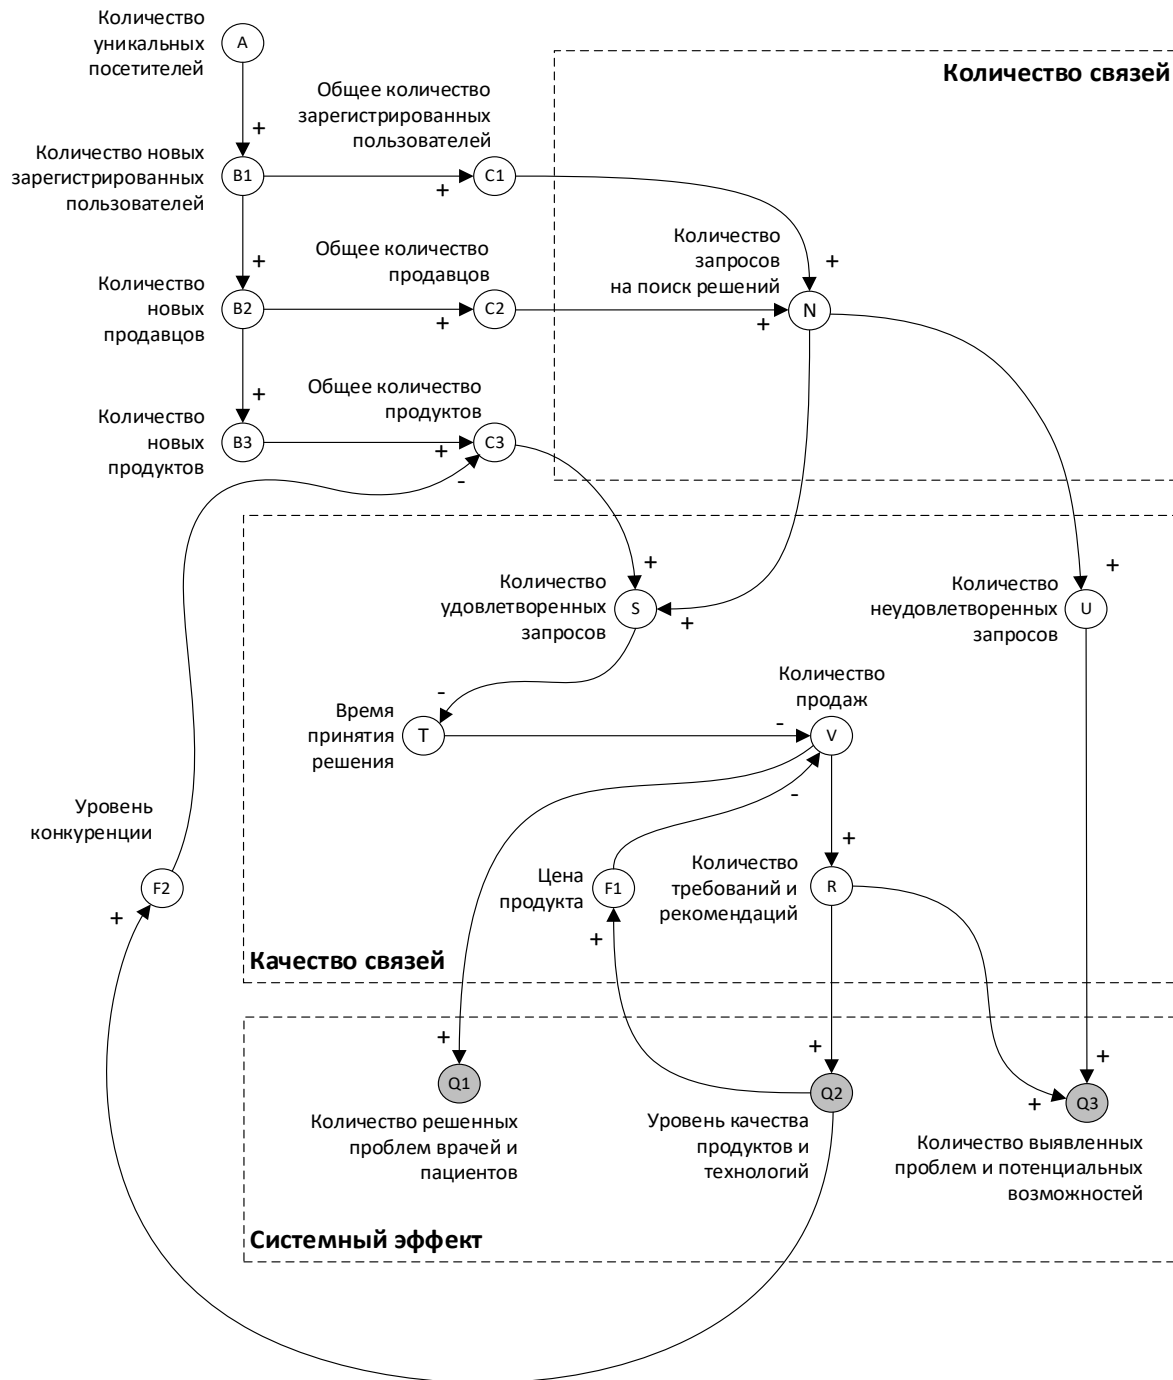 Количество
уникальных
посетителей
A
+
Количество связей
Общее количество
зарегистрированных
пользователей
Количество новых
зарегистрированных
пользователей
B1
+
C1
+
Общее количество
продавцов
Количество
запросов
на поиск решений
+
Количество
новых
продавцов
B2
+
C2
+
N
+
Общее количество
продуктов
Количество
новых
продуктов
B3
+
-
C3
+
Количество
удовлетворенных
запросов
S
+
+
Количество
неудовлетворенных
запросов
U
-
Время
принятия
решения
T
Количество
продаж
-
V
-
+
Уровень
конкуренции
F2
+
Цена
продукта
F1
+
Количество
требований и
рекомендаций
R
Качество связей
+
Q1
Количество решенных
проблем врачей и
пациентов
+
Q2
Уровень качества
продуктов и
технологий
+
+
Q3
Количество выявленных
проблем и потенциальных
возможностей
Системный эффект